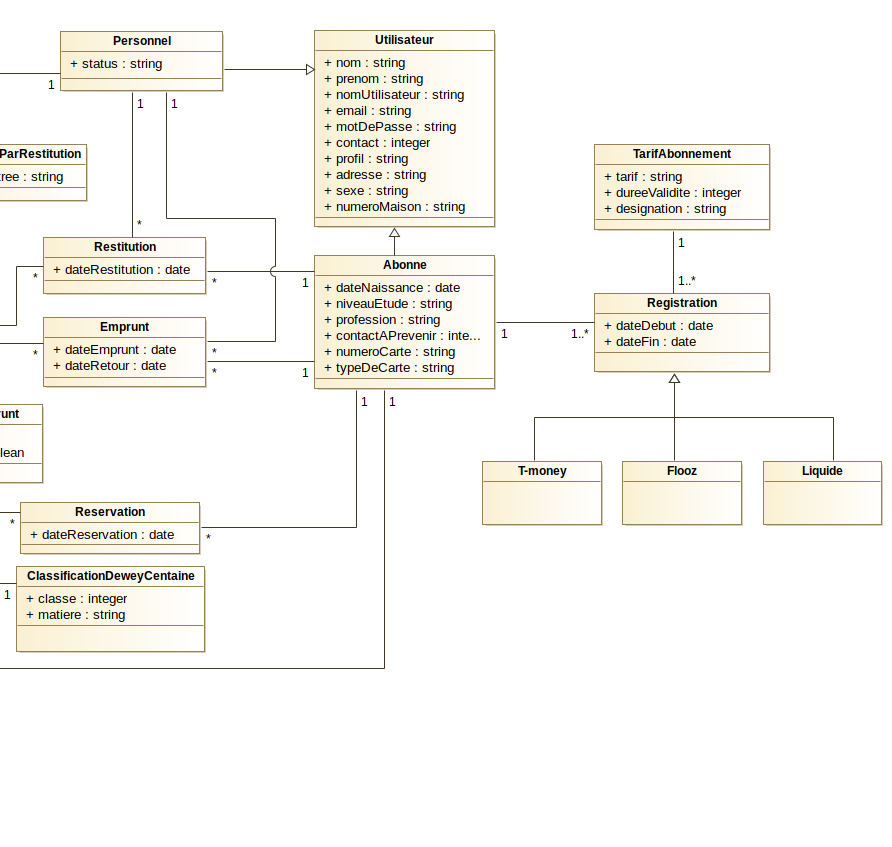 Personnel
+ status : string
1
1
1
*
ParRestitution
ree : string
Utilisateur
+ nom : string
+ prenom : string
+ nomUtilisateur : string
+ email : string
+ motDePasse : string
+ contact : integer
+ profil : string
+ adresse : string
+ sexe : string
+ numeroMaison : string
TarifAbonnement
+ tarif : string
+ dureeValidite : integer
+ designation : string
1
1..*
Restitution
+ dateRestitution : date
*
*
1
Emprunt
+ dateEmprunt : date
+ dateRetour : date
*
*
*
1
Abonne
+ dateNaissance : date
+ niveauEtude : string
+ profession : string
+ contactAPrevenir : inte...
+ numeroCarte : string
+ typeDeCarte : string
1
1..*
1
1
Registration
+ dateDebut : date
+ dateFin : date
T-money
Flooz
Liquide
unt
lean
Reservation
+ dateReservation : date
*
*
ClassificationDeweyCentaine
+ classe : integer
+ matiere : string
1